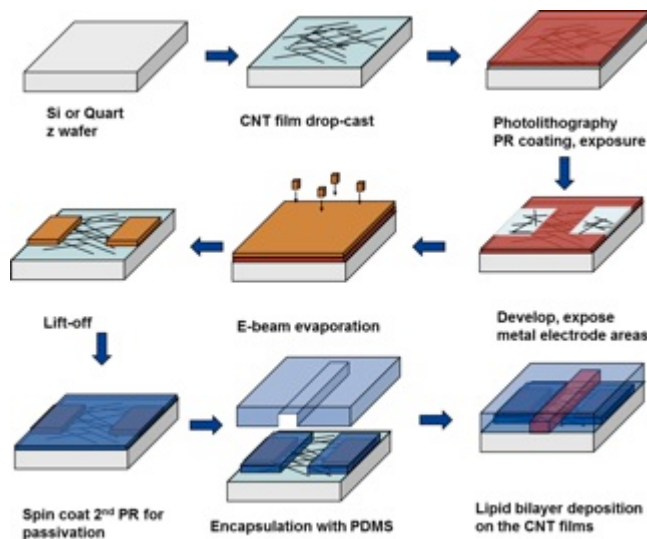 Si or Quart
z wafer
CNT film drop-cast
Photolithography
PR coating, exposure
Develop, expose
metal electrode areas
E-beam evaporation
Lift-off
Spin coat 2nd PR for
passivation
Encapsulation with PDMS
Lipid bilayer deposition
on the CNT films